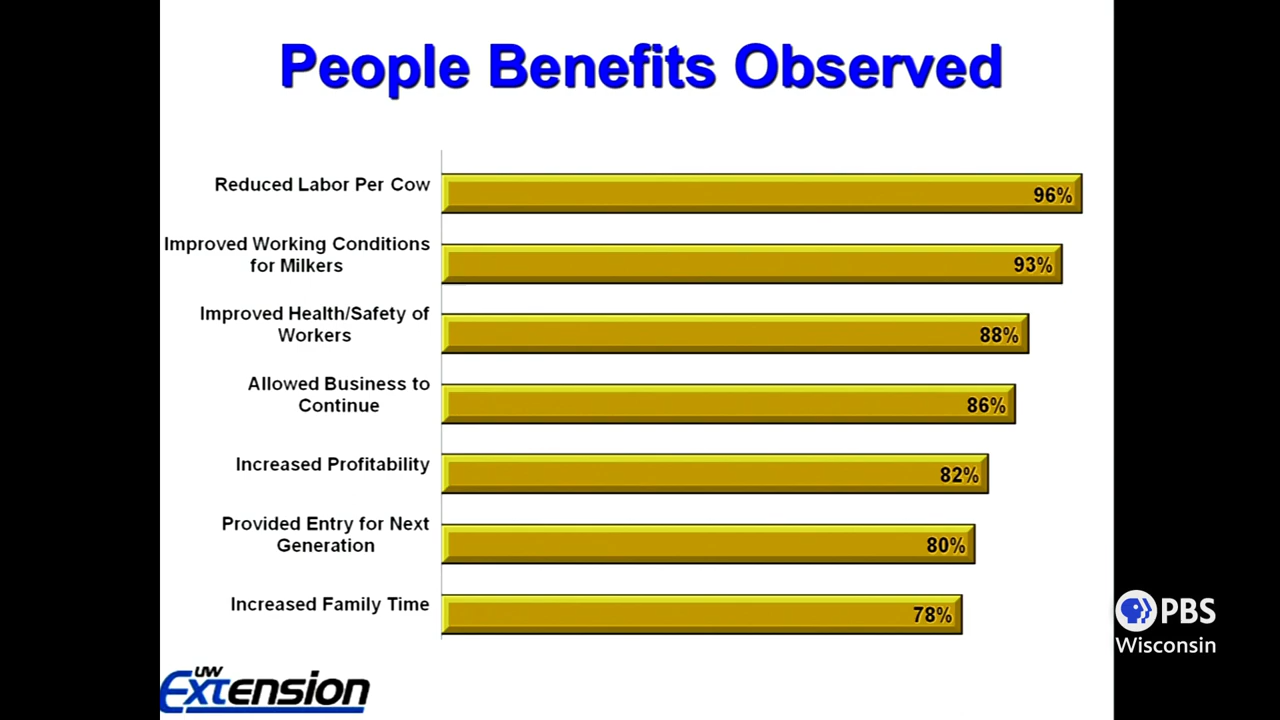 People Benefits Observed
Reduced Labor Per Cow
96%
Improved Working Conditions
for Milkers
93%
Improved Health/Safety of
Workers
88%
Allowed Business to
Continue
86%
Increased Profitability
82%
Provided Entry for Next
Generation
80%
Increased Family Time
78%
UW
Extension
PBS
Wisconsin